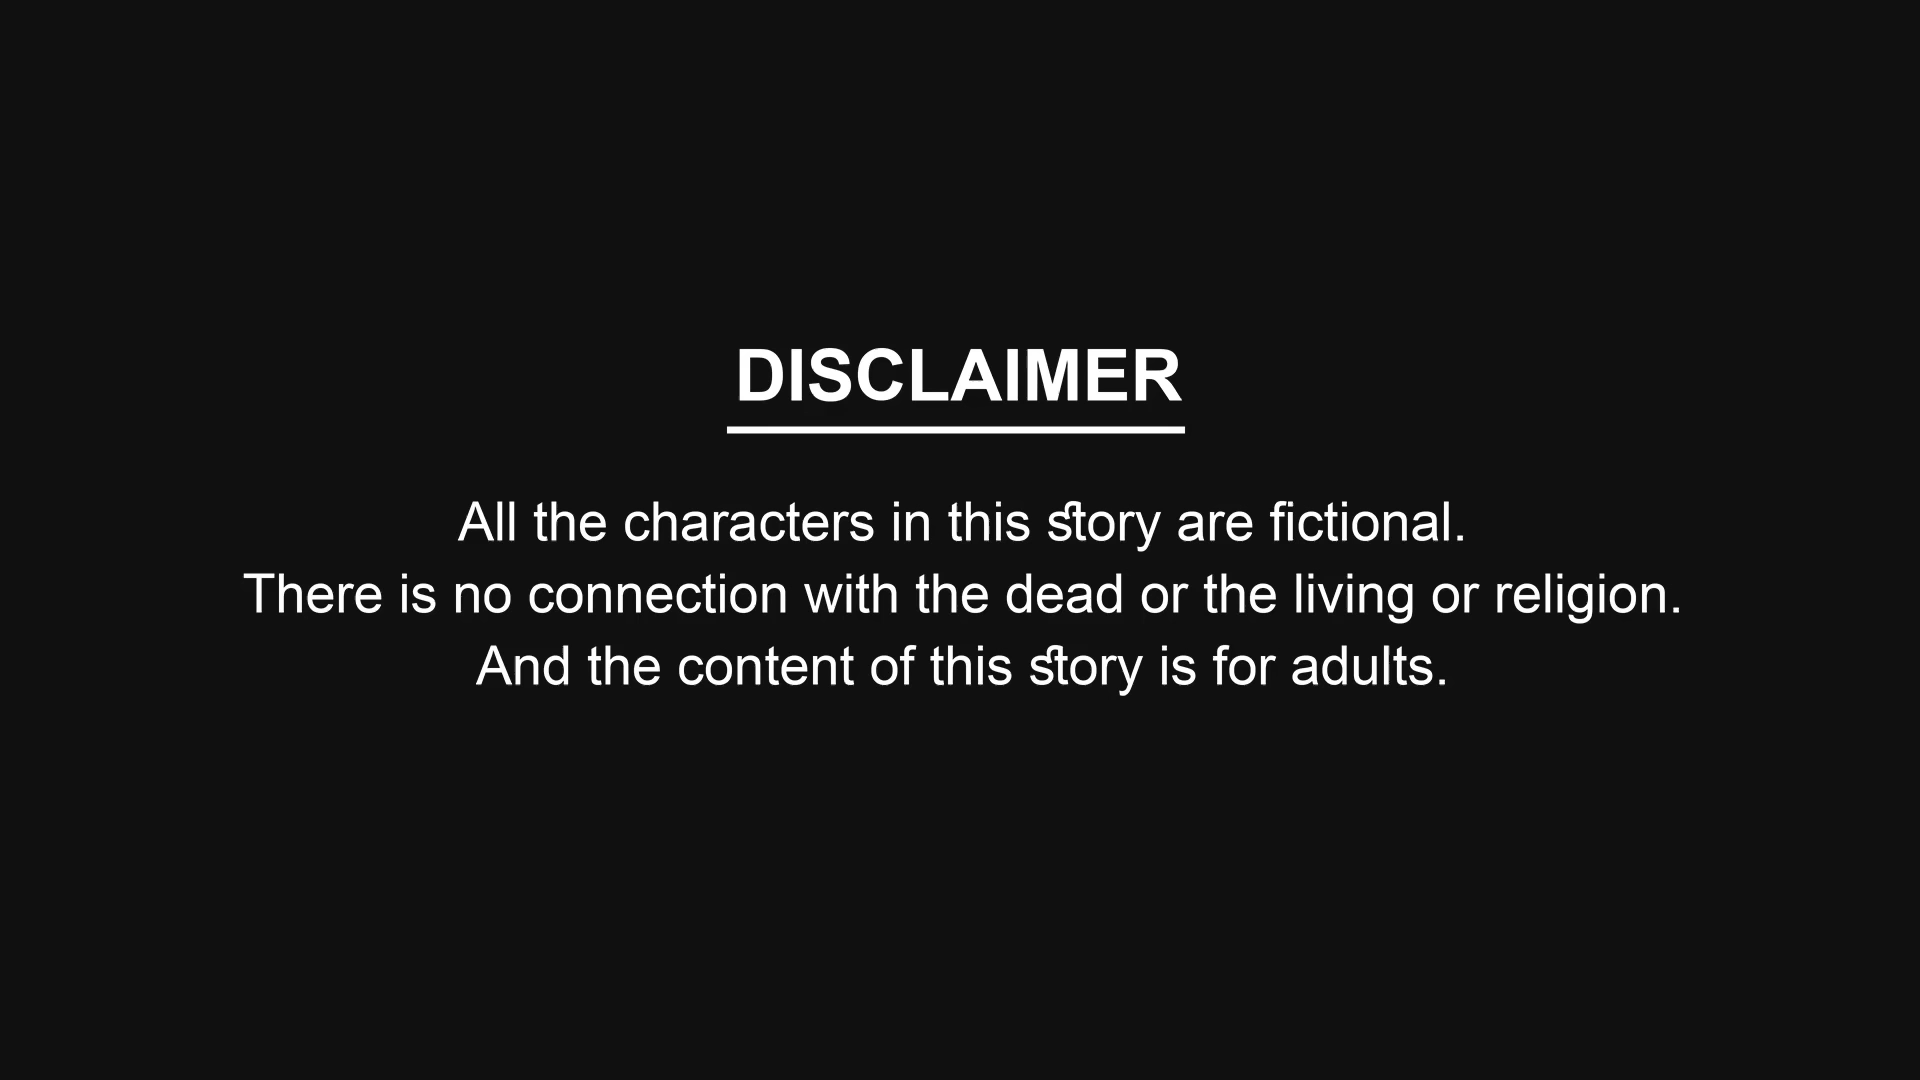 DISCLAIMER
All the characters in this story are fictional.
There is no connection with the dead or the living or religion.
And the content of this story is for adults.